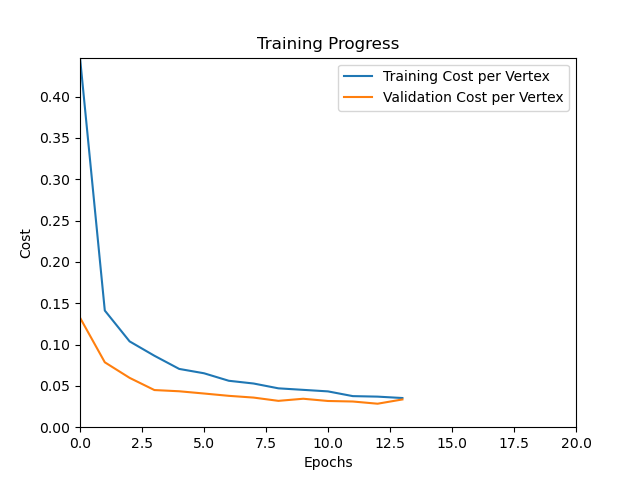 Training Progress
Training Cost per Vertex
Validation Cost per Vertex
0.40
0.35
0.30
0.25
0.20
0.15
0.10
0.05
0.00
Cost
0.0 2.5 5.0 7.5 10.0 12.5 15.0 17.5 20.0
Epochs